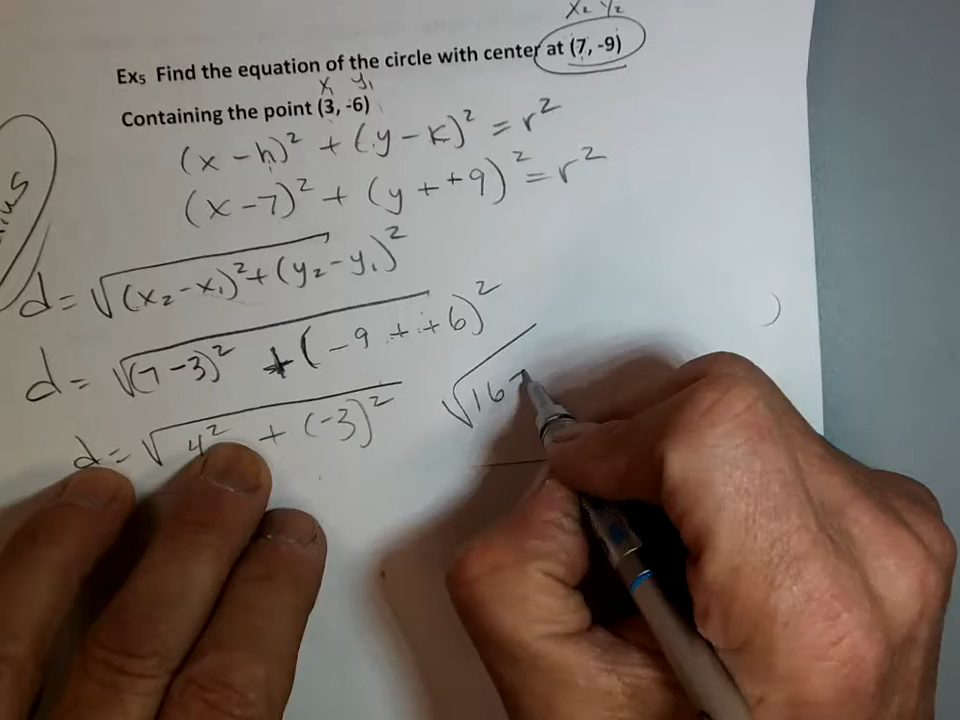 x₂ y₂
Ex₅ Find the equation of the circle with center at (7, -9)
x₁ y₁
Containing the point (3, -6)
(x - h)² + (y - k)² = r²
(x - 7)² + (y + +9)² = r²
d = √(x₂ - x₁)² + (y₂ - y₁)²
d = √(7 - 3)² + (-9 + +6)²
d = √4² + (-3)² √16